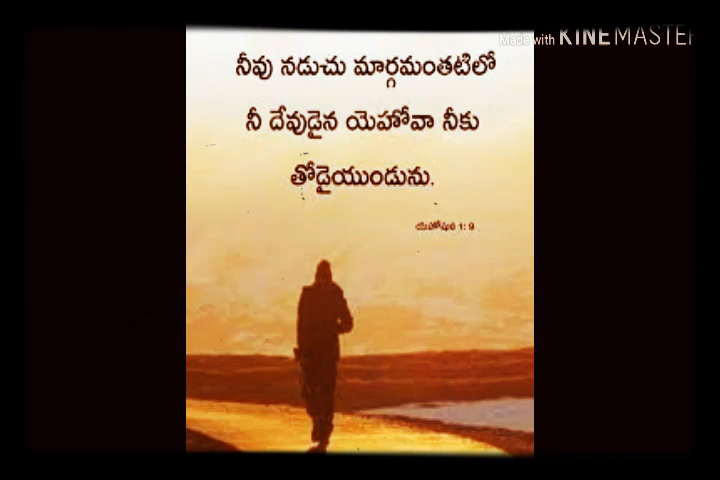 Made with KINEMASTER
నీవు నడుచు మార్గమంతటిలో
నీ దేవుడైన యెహోవా నీకు
తోడైయుండును.
యెహోషువ 1: 9